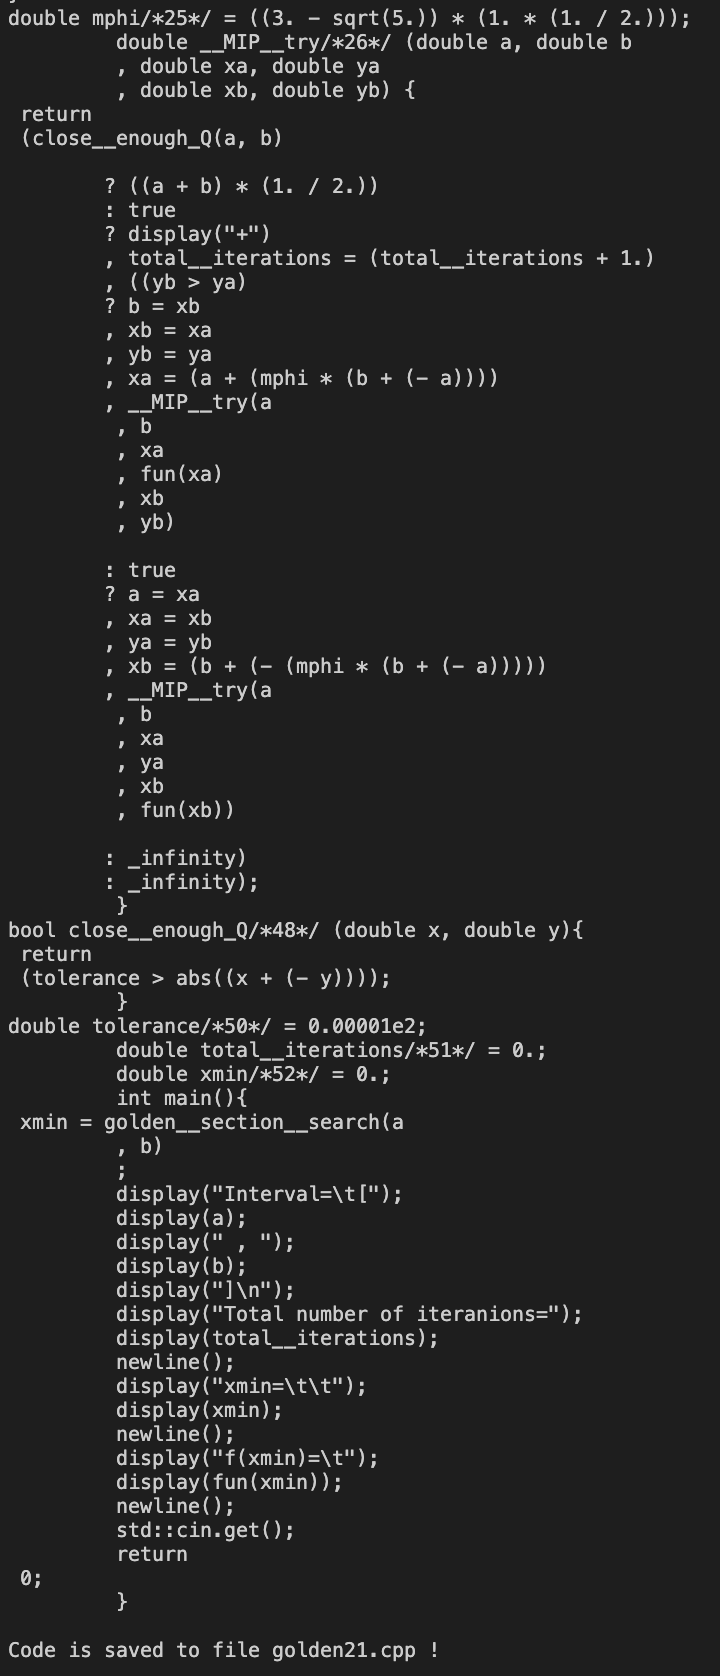 double mphi/*25*/ = ((3. - sqrt(5.)) * (1. * (1. / 2.)));
         double __MIP__try/*26*/ (double a, double b
         , double xa, double ya
         , double xb, double yb) {
 return
 (close__enough_Q(a, b)

        ? ((a + b) * (1. / 2.))
        : true
        ? display("+")
        , total__iterations = (total__iterations + 1.)
        , ((yb > ya)
        ? b = xb
        , xb = xa
        , yb = ya
        , xa = (a + (mphi * (b + (- a))))
        , __MIP__try(a
         , b
         , xa
         , fun(xa)
         , xb
         , yb)

        : true
        ? a = xa
        , xa = xb
        , ya = yb
        , xb = (b + (- (mphi * (b + (- a)))))
        , __MIP__try(a
         , b
         , xa
         , ya
         , xb
         , fun(xb))

        : _infinity)
        : _infinity);
         }
bool close__enough_Q/*48*/ (double x, double y){
 return
 (tolerance > abs((x + (- y))));
         }
double tolerance/*50*/ = 0.00001e2;
         double total__iterations/*51*/ = 0.;
         double xmin/*52*/ = 0.;
         int main(){
 xmin = golden__section__search(a
         , b)
         ;
         display("Interval=\t[");
         display(a);
         display(" , ");
         display(b);
         display("]\n");
         display("Total number of iteranions=");
         display(total__iterations);
         newline();
         display("xmin=\t\t");
         display(xmin);
         newline();
         display("f(xmin)=\t");
         display(fun(xmin));
         newline();
         std::cin.get();
         return
 0;
         }

Code is saved to file golden21.cpp !